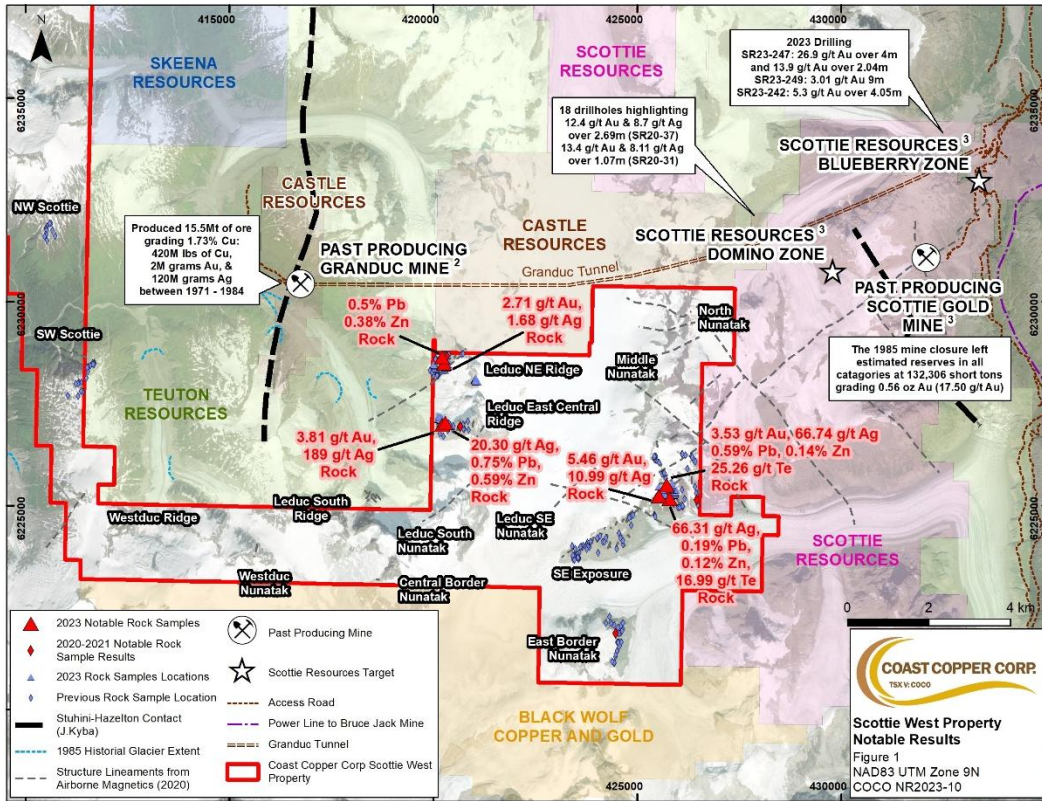 415000
420000
425000
430000
6235000
6230000
6225000
6235000
6230000
6225000
425000
430000
SKEENA
RESOURCES
SCOTTIE
RESOURCES
2023 Drilling
SR23-247: 26.9 g/t Au over 4m
and 13.9 g/t Au over 2.04m
SR23-249: 3.01 g/t Au 9m
SR23-242: 5.3 g/t Au over 4.05m
18 drillholes highlighting
12.4 g/t Au & 8.7 g/t Ag
over 2.69m (SR20-37)
13.4 g/t Au & 8.11 g/t Ag
over 1.07m (SR20-31)
SCOTTIE RESOURCES 3
BLUEBERRY ZONE
NW Scottie
CASTLE
RESOURCES
Produced 15.5Mt of ore
grading 1.73% Cu:
420M lbs of Cu,
2M grams Au, &
120M grams Ag
between 1971 - 1984
PAST PRODUCING
GRANDUC MINE 2
CASTLE
RESOURCES
Granduc Tunnel
SCOTTIE RESOURCES 3
DOMINO ZONE
PAST PRODUCING
SCOTTIE GOLD
MINE 3
The 1985 mine closure left
estimated reserves in all
catagories at 132,306 short tons
grading 0.56 oz Au (17.50 g/t Au)
0.5% Pb
0.38% Zn
Rock
2.71 g/t Au,
1.68 g/t Ag
Rock
North
Nunatak
Middle
Nunatak
SW Scottie
Leduc NE Ridge
TEUTON
RESOURCES
Leduc East Central
Ridge
3.81 g/t Au,
189 g/t Ag
Rock
20.30 g/t Ag,
0.75% Pb,
0.59% Zn
Rock
5.46 g/t Au,
10.99 g/t Ag
Rock
3.53 g/t Au, 66.74 g/t Ag
0.59% Pb, 0.14% Zn
25.26 g/t Te
Rock
Westduc Ridge
Leduc South
Ridge
Leduc South
Nunatak
Leduc SE
Nunatak
66.31 g/t Ag,
0.19% Pb,
0.12% Zn,
16.99 g/t Te
Rock
SCOTTIE
RESOURCES
SE Exposure
Westduc
Nunatak
Central Border
Nunatak
East Border
Nunatak
BLACK WOLF
COPPER AND GOLD
0 2 4 km
2023 Notable Rock Samples
2020-2021 Notable Rock
Sample Results
2023 Rock Samples Locations
Previous Rock Sample Location
Stuhini-Hazelton Contact
(J.Kyba)
1985 Historical Glacier Extent
Structure Lineaments from
Airborne Magnetics (2020)
Past Producing Mine
Scottie Resources Target
Access Road
Power Line to Bruce Jack Mine
Granduc Tunnel
Coast Copper Corp Scottie West
Property
COAST COPPER CORP.
TSX V: COCO
Scottie West Property
Notable Results
Figure 1
NAD83 UTM Zone 9N
COCO NR2023-10